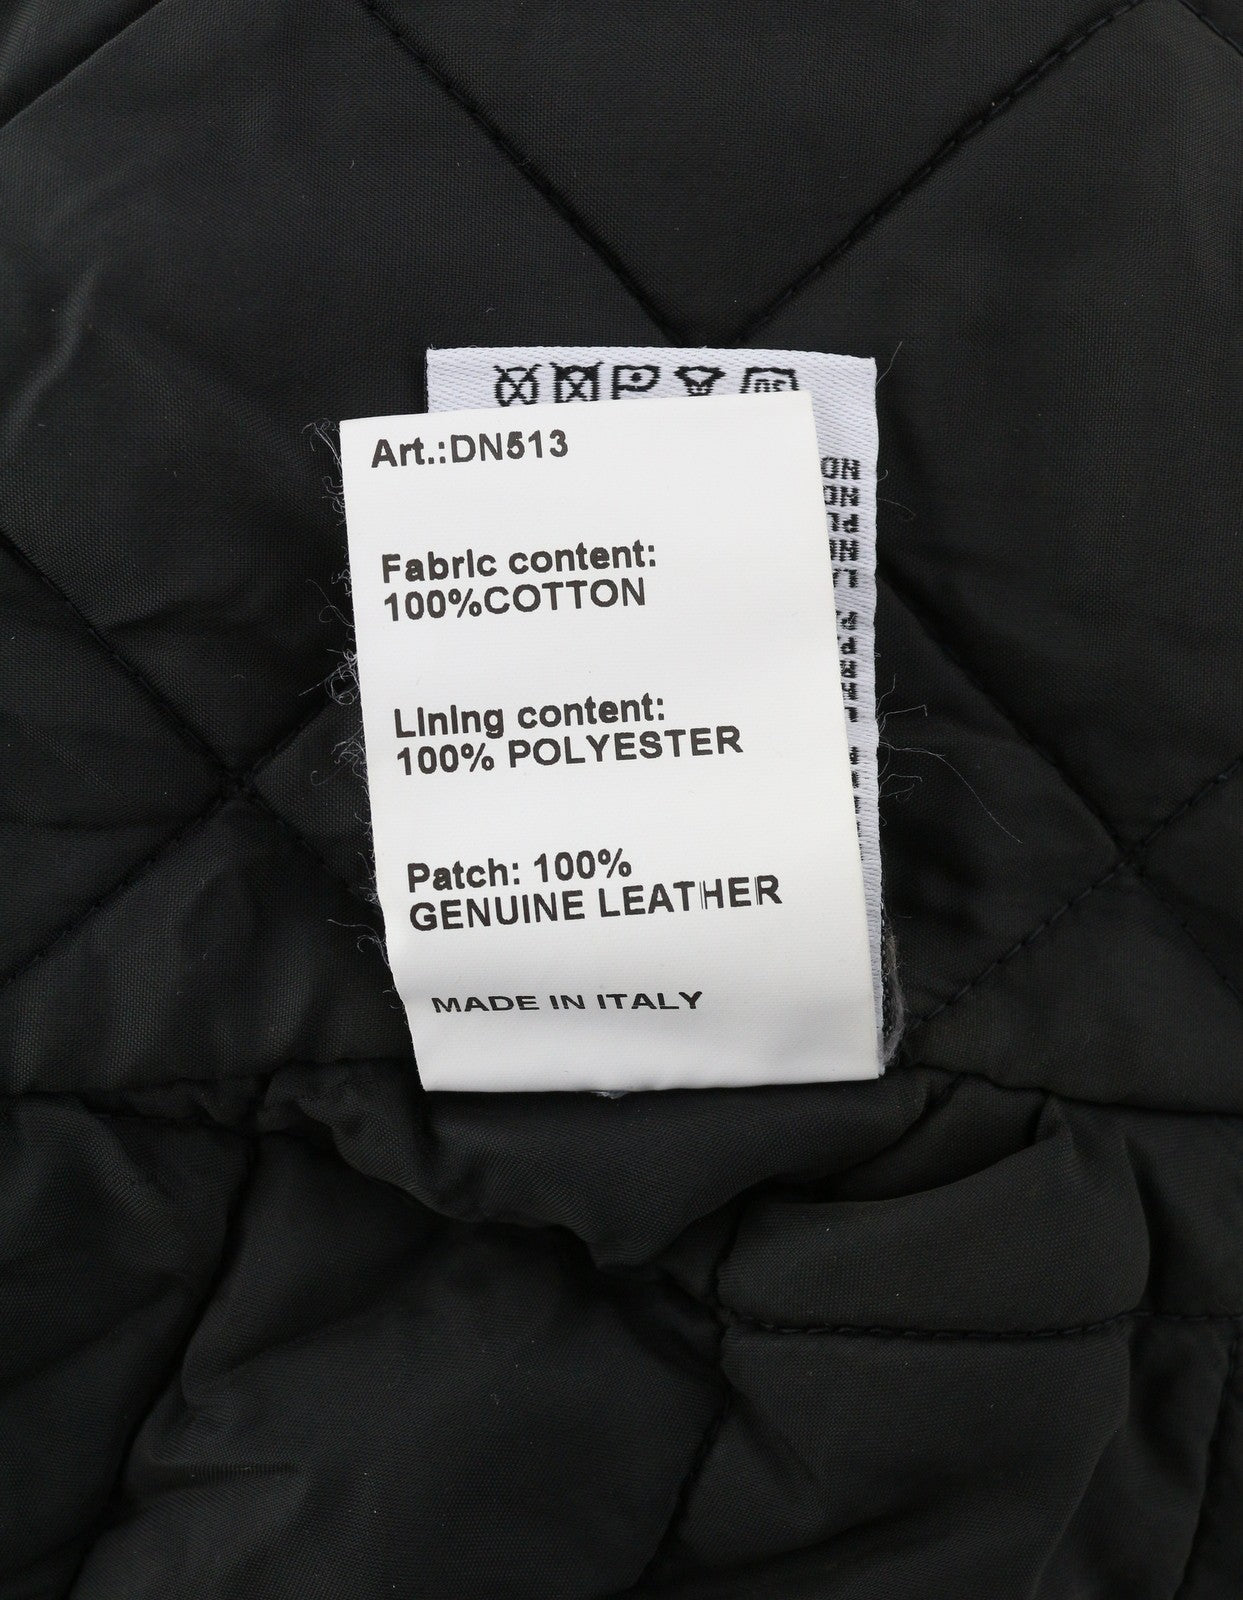 Art.:DN513
Fabric content:
100%COTTON
Lining content:
100% POLYESTER
Patch: 100%
GENUINE LEATHER
MADE IN ITALY